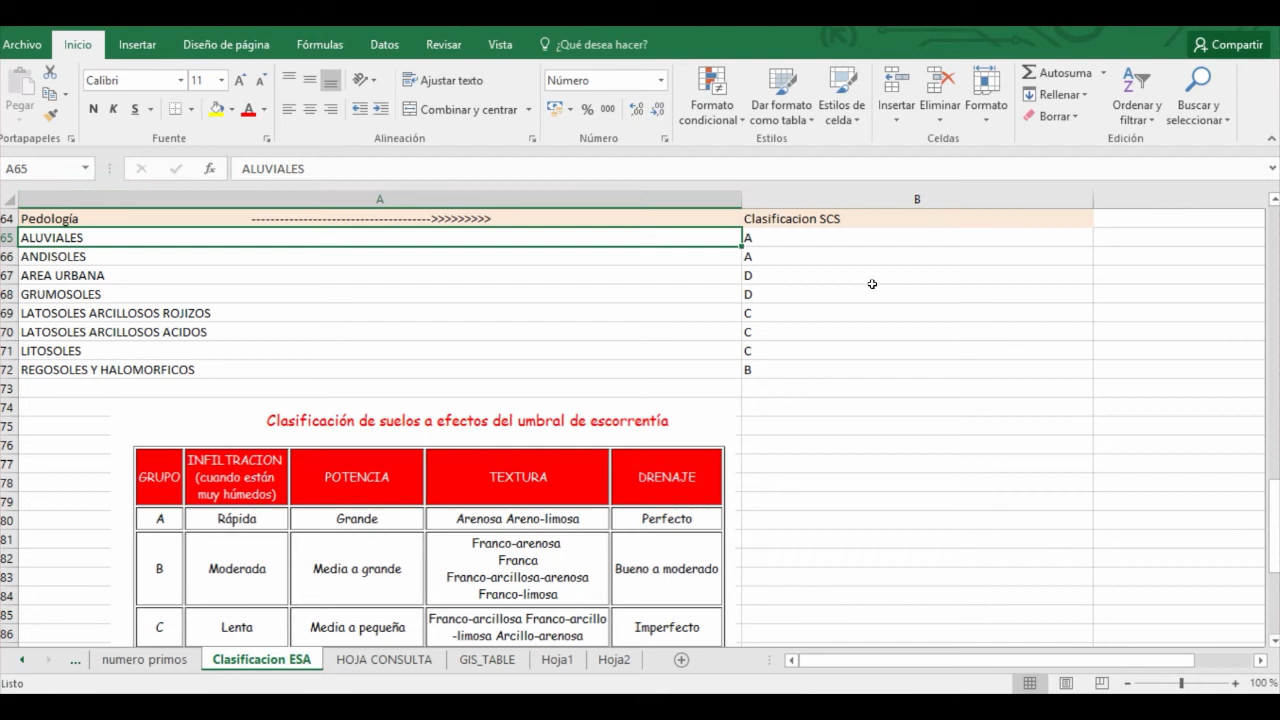 Archivo Inicio Insertar Diseño de página Fórmulas Datos Revisar Vista ¿Qué desea hacer? Compartir
Pegar
Calibri 11
N K S
Ajustar texto
Combinar y centrar
Número
% 000
Formato condicional
Dar formato como tabla
Estilos de celda
Insertar Eliminar Formato
Autosuma
Rellenar
Borrar
Ordenar y filtrar
Buscar y seleccionar
Portapapeles Fuente Alineación Número Estilos Celdas Edición
A65 fx ALUVIALES
A B
64 Pedología ------------------------------------->>>>>>>>> Clasificacion SCS
65 ALUVIALES A
66 ANDISOLES A
67 AREA URBANA D
68 GRUMOSOLES D
69 LATOSOLES ARCILLOSOS ROJIZOS C
70 LATOSOLES ARCILLOSOS ACIDOS C
71 LITOSOLES C
72 REGOSOLES Y HALOMORFICOS B
73
74
75
76
77
78
79
80
81
82
83
84
85
86
Clasificación de suelos a efectos del umbral de escorrentía
GRUPO INFILTRACION (cuando están muy húmedos) POTENCIA TEXTURA DRENAJE
A Rápida Grande Arenosa Areno-limosa Perfecto
B Moderada Media a grande Franco-arenosa Franca Franco-arcillosa-arenosa Franco-limosa Bueno a moderado
C Lenta Media a pequeña Franco-arcillosa Franco-arcillo -limosa Arcillo-arenosa Imperfecto
... numero primos Clasificacion ESA HOJA CONSULTA GIS_TABLE Hoja1 Hoja2
Listo 100 %